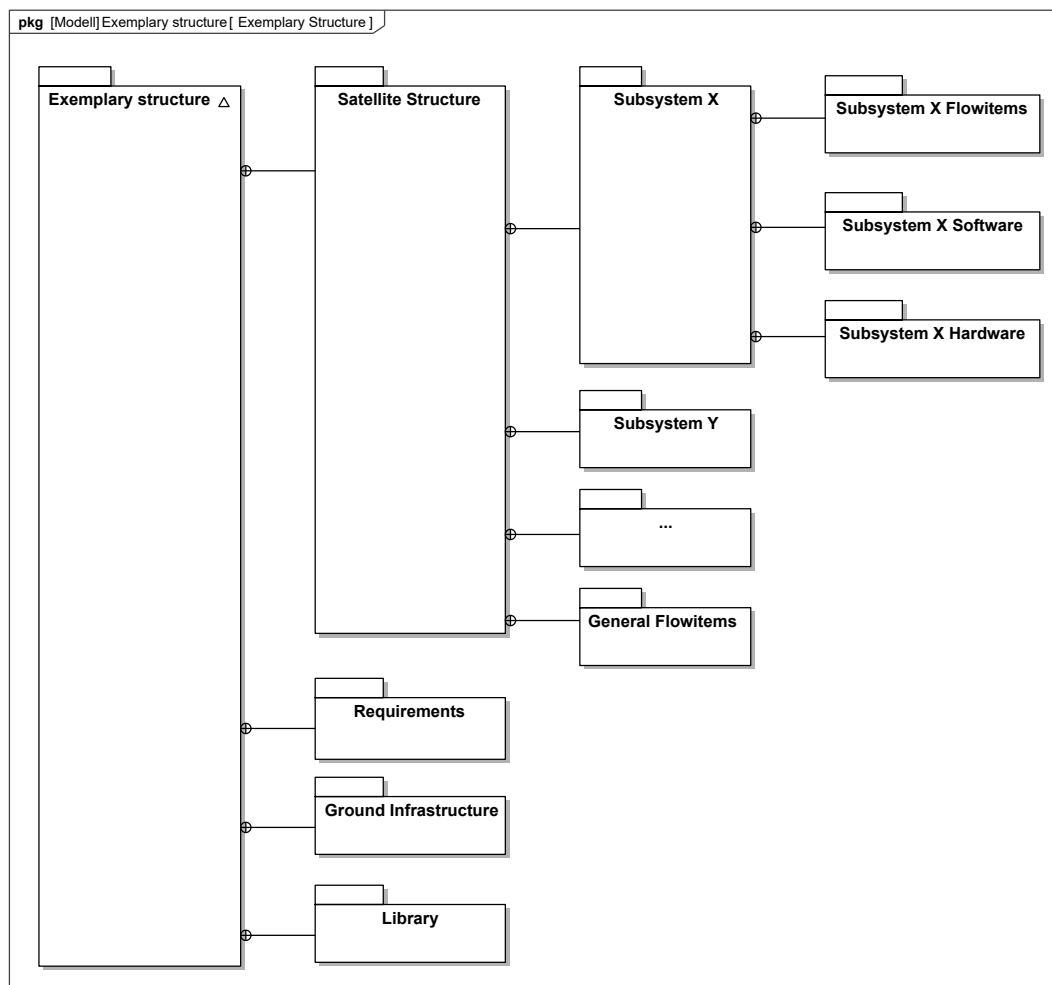 pkg [Modell] Exemplary structure [ Exemplary Structure ]
Exemplary structure
Satellite Structure
Subsystem X
Subsystem X Flowitems
Subsystem X Software
Subsystem X Hardware
Subsystem Y
...
General Flowitems
Requirements
Ground Infrastructure
Library